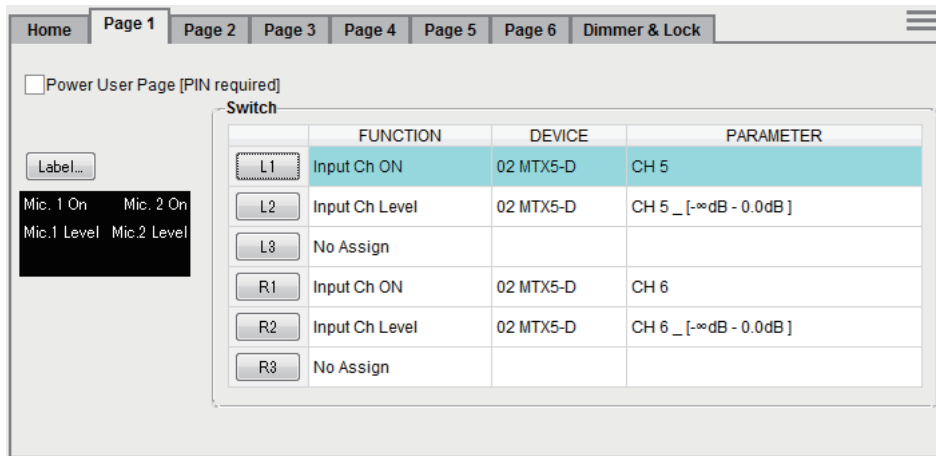 Home Page 1 Page 2 Page 3 Page 4 Page 5 Page 6 Dimmer & Lock
Power User Page [PIN required]
Switch
FUNCTION DEVICE PARAMETER
Label...
Mic. 1 On Mic. 2 On
Mic.1 Level Mic.2 Level
L1 Input Ch ON 02 MTX5-D CH 5
L2 Input Ch Level 02 MTX5-D CH 5 _ [-∞dB - 0.0dB ]
L3 No Assign
R1 Input Ch ON 02 MTX5-D CH 6
R2 Input Ch Level 02 MTX5-D CH 6 _ [-∞dB - 0.0dB ]
R3 No Assign